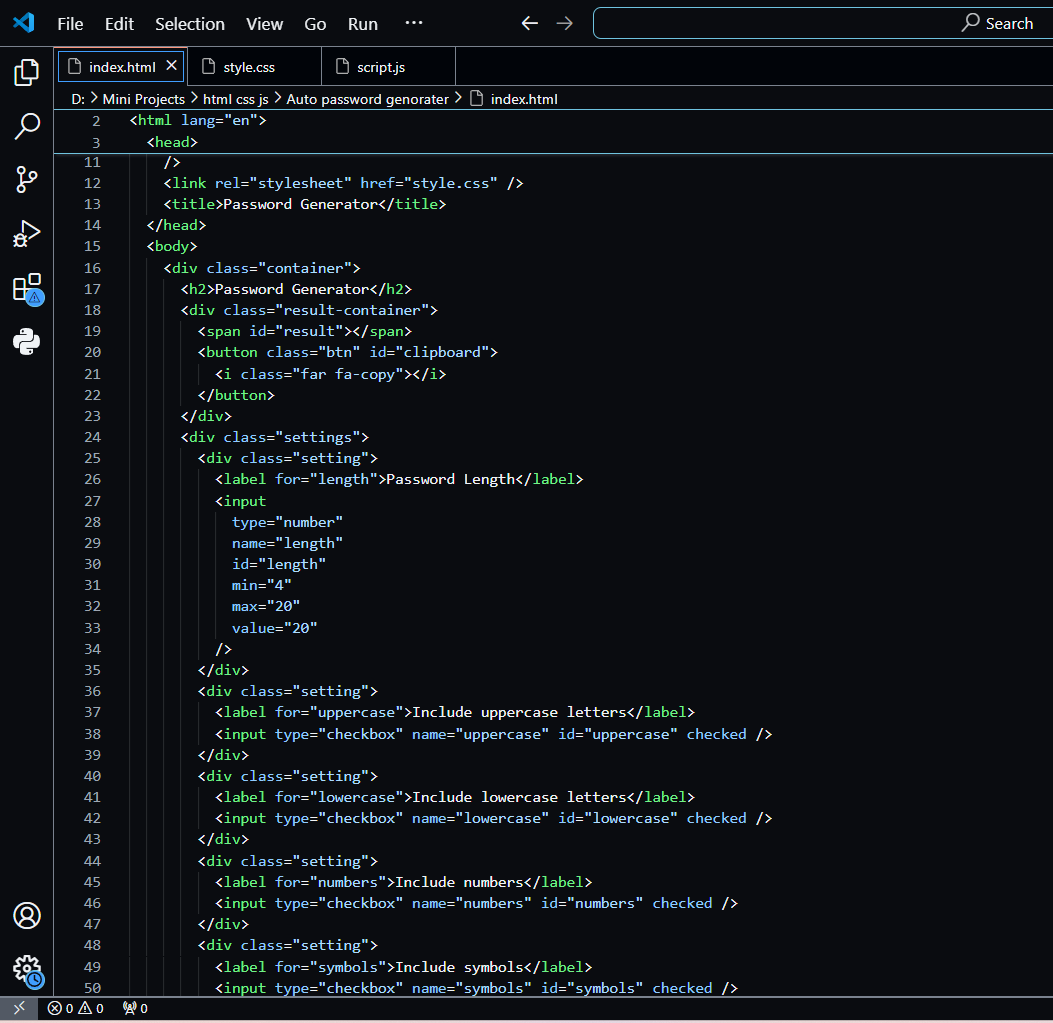 File Edit Selection View Go Run ··· Search
index.html style.css script.js
D: > Mini Projects > html css js > Auto password genorater > index.html
2 <html lang="en">
3 <head>
11 />
12 <link rel="stylesheet" href="style.css" />
13 <title>Password Generator</title>
14 </head>
15 <body>
16 <div class="container">
17 <h2>Password Generator</h2>
18 <div class="result-container">
19 <span id="result"></span>
20 <button class="btn" id="clipboard">
21 <i class="far fa-copy"></i>
22 </button>
23 </div>
24 <div class="settings">
25 <div class="setting">
26 <label for="length">Password Length</label>
27 <input
28 type="number"
29 name="length"
30 id="length"
31 min="4"
32 max="20"
33 value="20"
34 />
35 </div>
36 <div class="setting">
37 <label for="uppercase">Include uppercase letters</label>
38 <input type="checkbox" name="uppercase" id="uppercase" checked />
39 </div>
40 <div class="setting">
41 <label for="lowercase">Include lowercase letters</label>
42 <input type="checkbox" name="lowercase" id="lowercase" checked />
43 </div>
44 <div class="setting">
45 <label for="numbers">Include numbers</label>
46 <input type="checkbox" name="numbers" id="numbers" checked />
47 </div>
48 <div class="setting">
49 <label for="symbols">Include symbols</label>
50 <input type="checkbox" name="symbols" id="symbols" checked />
0 0 0